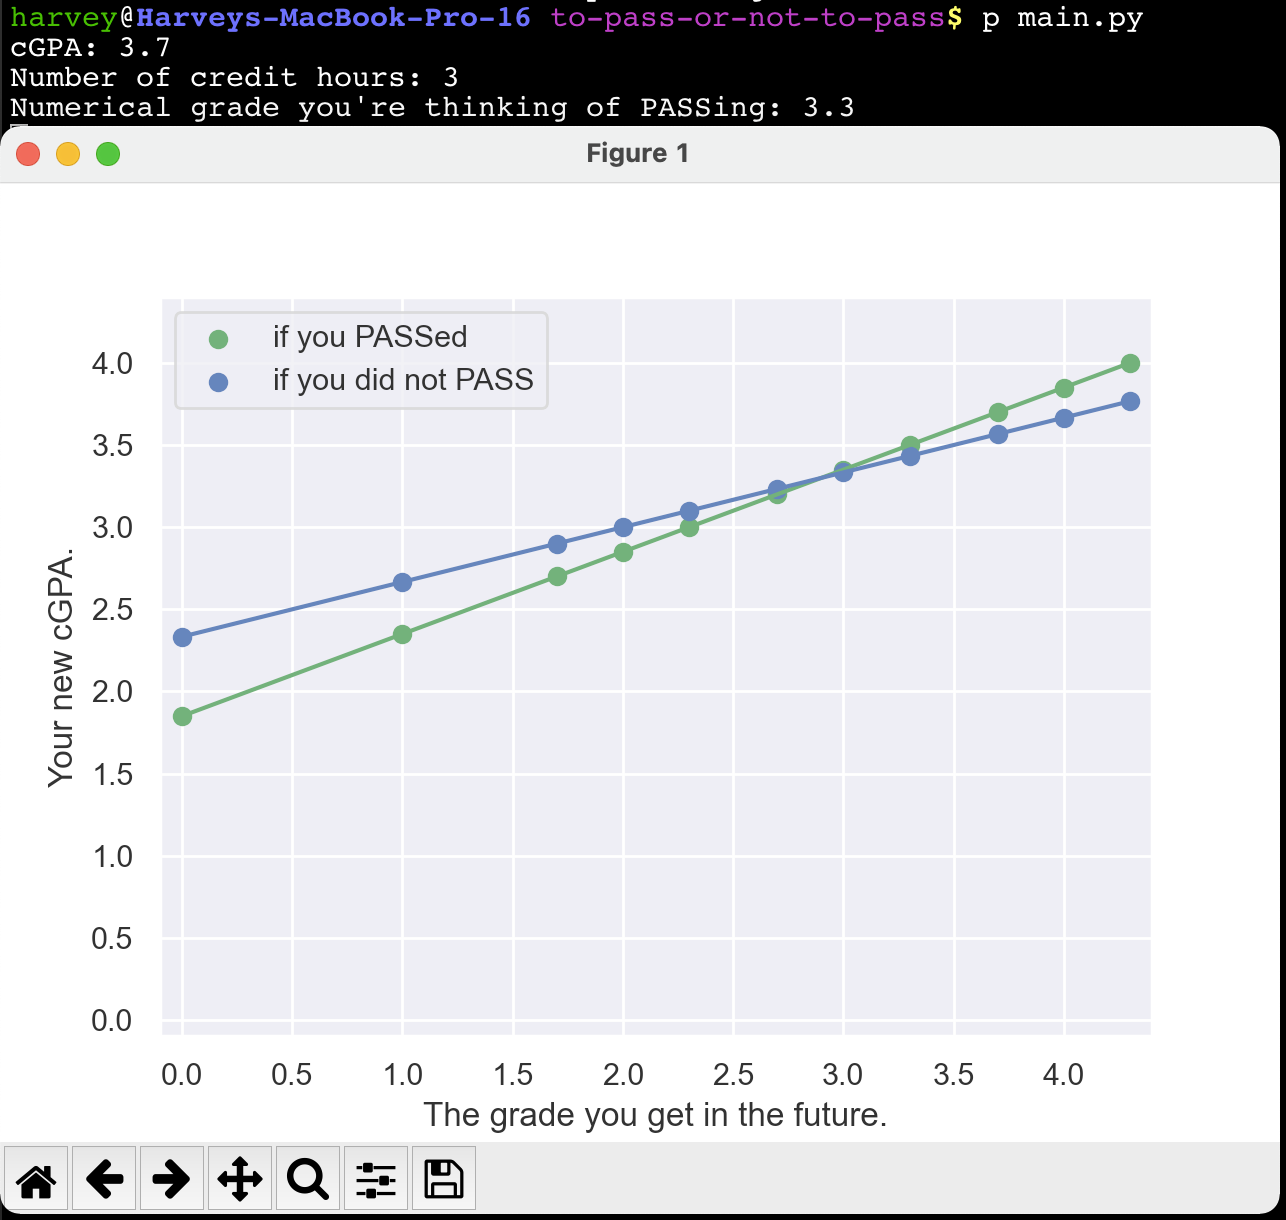 harvey@Harveys-MacBook-Pro-16 to-pass-or-not-to-pass$ p main.py
cGPA: 3.7
Number of credit hours: 3
Numerical grade you're thinking of PASSing: 3.3
Figure 1
if you PASSed
if you did not PASS
4.0
3.5
3.0
2.5
2.0
1.5
1.0
0.5
0.0
Your new cGPA.
0.0 0.5 1.0 1.5 2.0 2.5 3.0 3.5 4.0
The grade you get in the future.